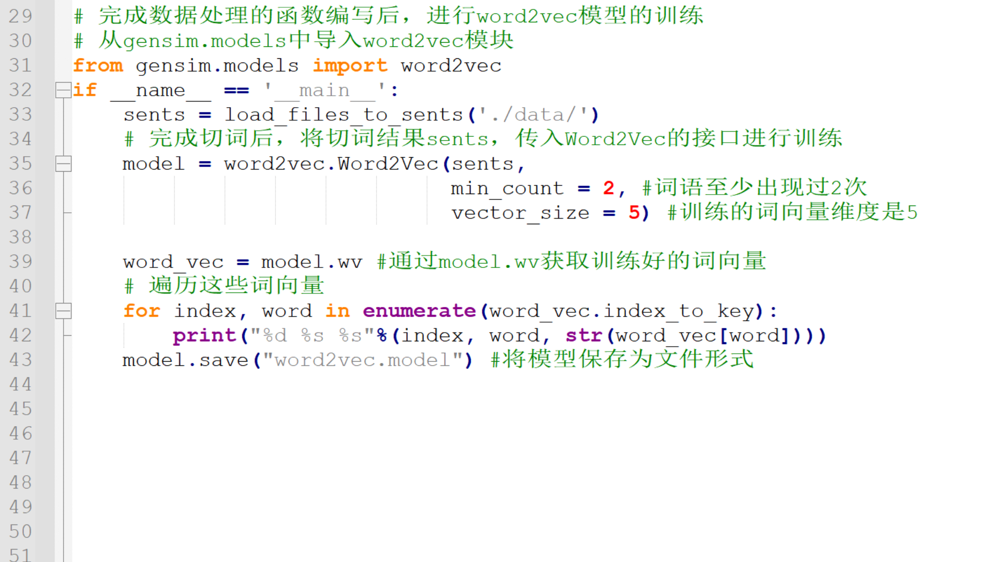 29 # 完成数据处理的函数编写后，进行word2vec模型的训练
30 # 从gensim.models中导入word2vec模块
31 from gensim.models import word2vec
32 if __name__ == '__main__':
33     sents = load_files_to_sents('./data/')
34     # 完成切词后，将切词结果sents，传入Word2Vec的接口进行训练
35     model = word2vec.Word2Vec(sents,
36                               min_count = 2, #词语至少出现过2次
37                               vector_size = 5) #训练的词向量维度是5
38
39     word_vec = model.wv #通过model.wv获取训练好的词向量
40     # 遍历这些词向量
41     for index, word in enumerate(word_vec.index_to_key):
42         print("%d %s %s"%(index, word, str(word_vec[word])))
43     model.save("word2vec.model") #将模型保存为文件形式
44
45
46
47
48
49
50
51